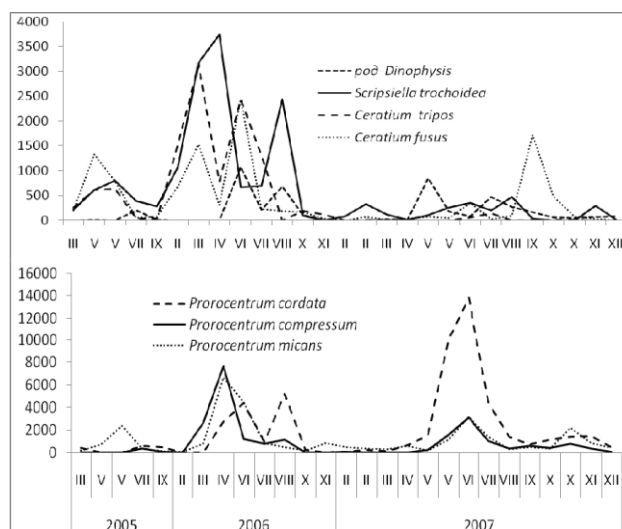 4000
3500
3000
2500
2000
1500
1000
500
0
род Dinophysis
Scripsiella trochoidea
Ceratium tripos
Ceratium fusus
III V V VII IX II III IV VI VII VIII X XI II II III IV V V VI VII VIII IX X X XI XII
16000
14000
12000
10000
8000
6000
4000
2000
0
Prorocentrum cordata
Prorocentrum compressum
Prorocentrum micans
III V V VII IX II III IV VI VII VIII X XI II II III IV V V VI VII VIII IX X X XI XII
2005 2006 2007